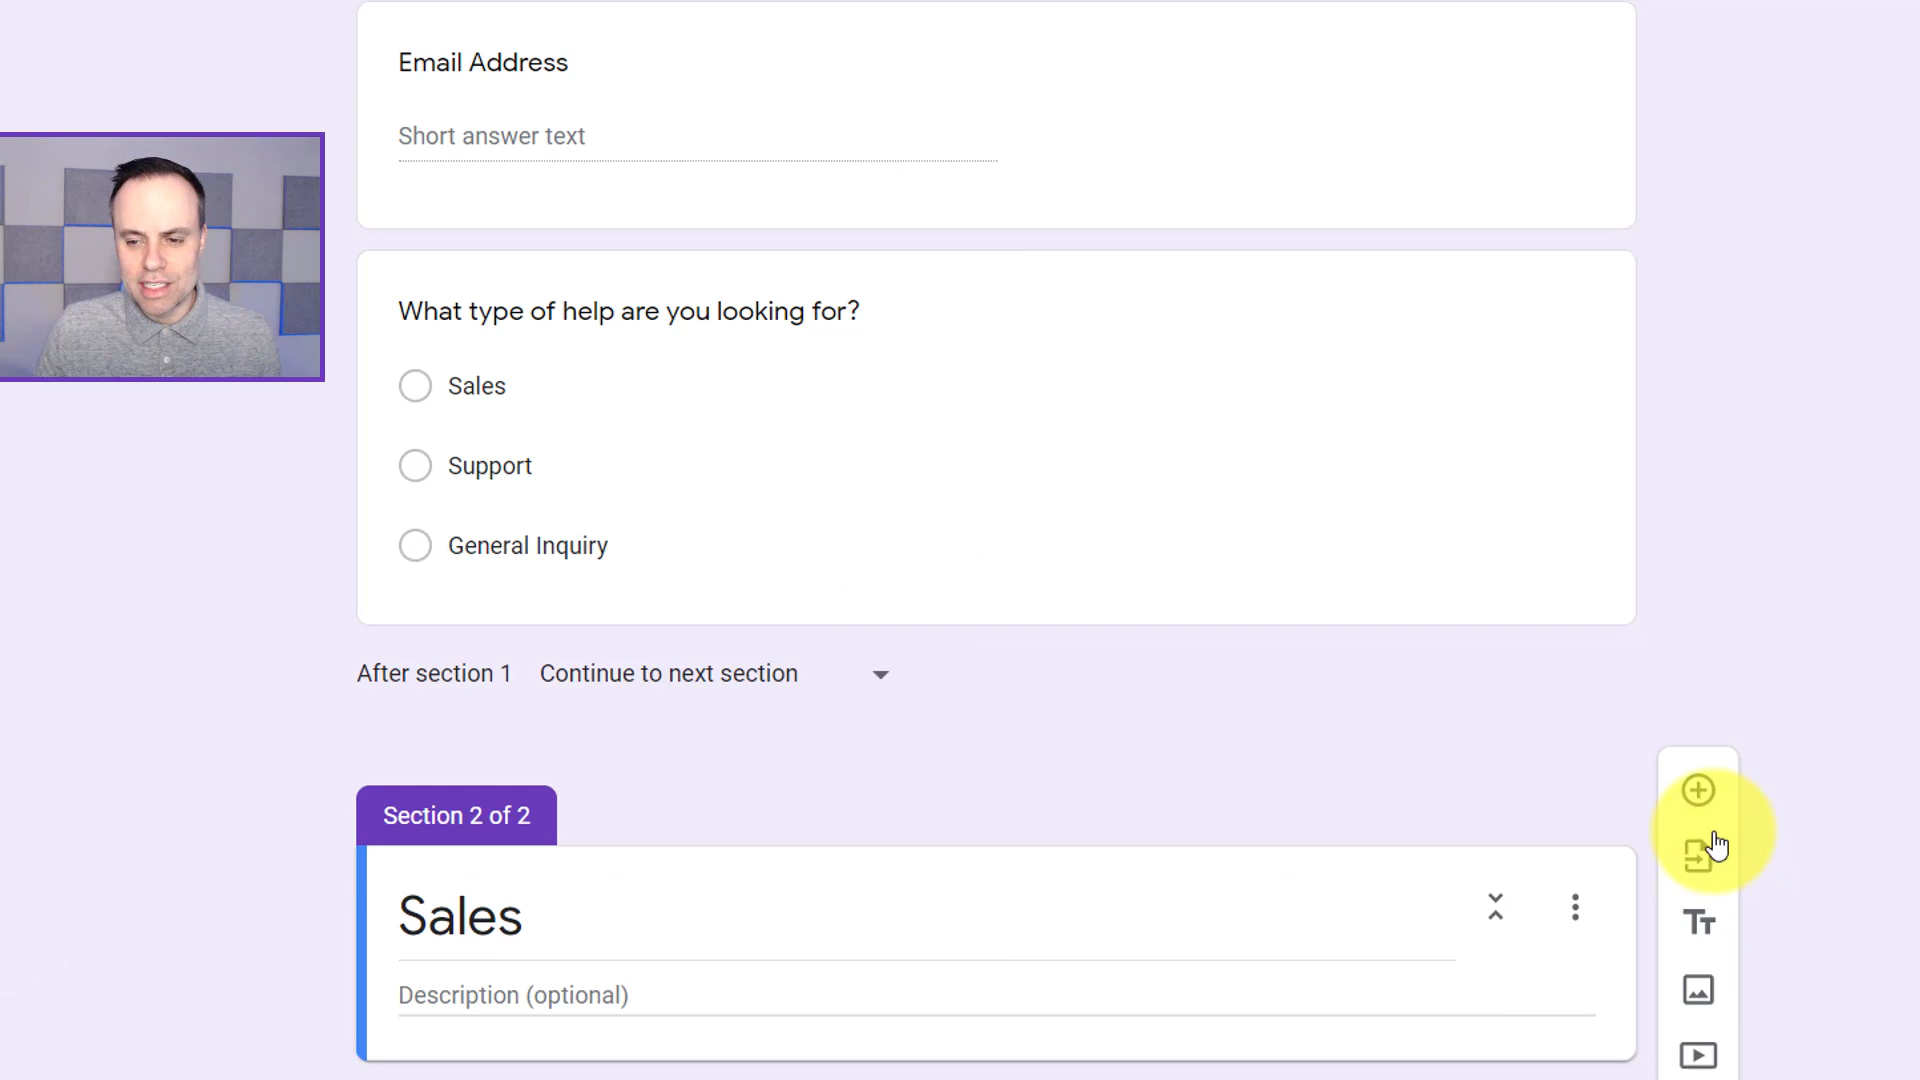 Email Address
Short answer text
What type of help are you looking for?
Sales
Support
General Inquiry
After section 1 Continue to next section
Section 2 of 2
Sales
Description (optional)
Tт